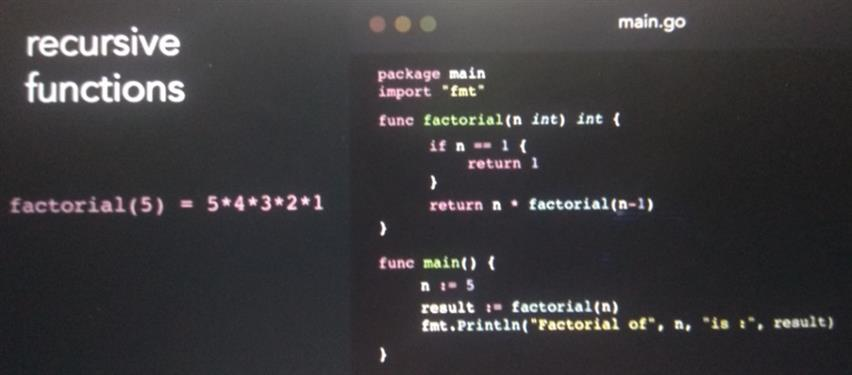 recursive
functions
factorial(5) = 5*4*3*2*1
main.go
package main
import "fmt"
func factorial(n int) int {
if n == 1 {
return 1
}
return n * factorial(n-1)
}
func main() {
n := 5
result := factorial(n)
fmt.Println("Factorial of", n, "is :", result)
}